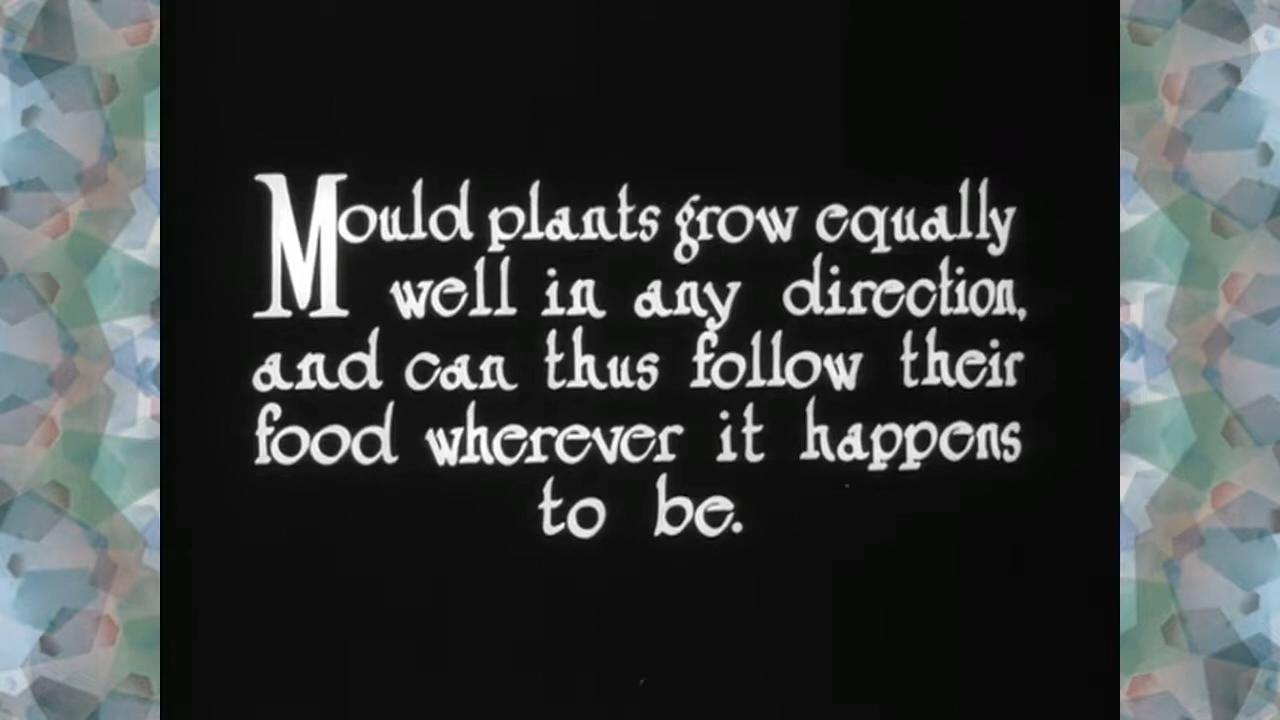 Mould plants grow equally
well in any direction,
and can thus follow their
food wherever it happens
to be.